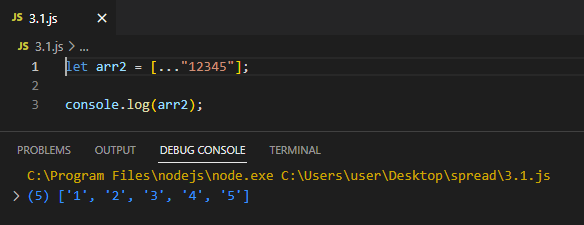 JS 3.1.js ×
JS 3.1.js > ...
1 let arr2 = [..."12345"];
2
3 console.log(arr2);
PROBLEMS OUTPUT DEBUG CONSOLE TERMINAL
C:\Program Files\nodejs\node.exe C:\Users\user\Desktop\spread\3.1.js
> (5) ['1', '2', '3', '4', '5']